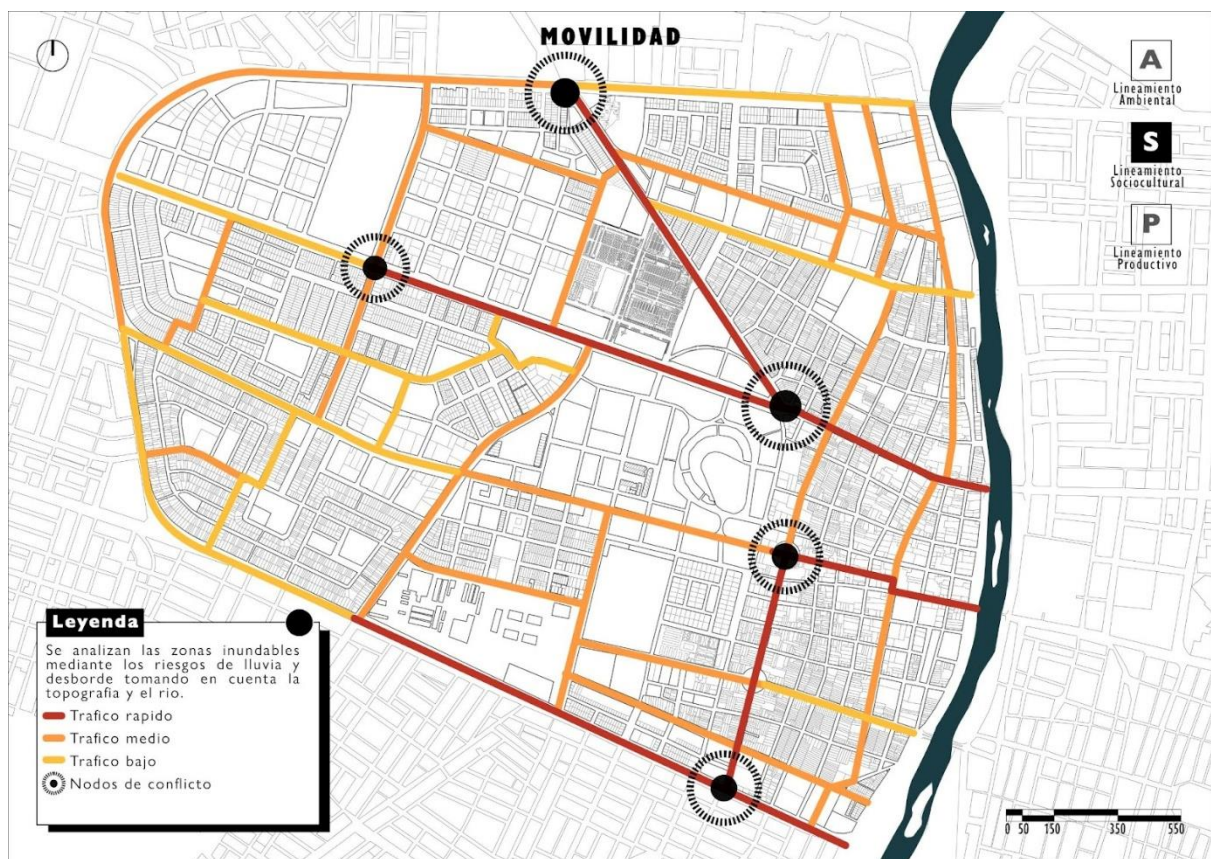 MOVILIDAD
A
Lineamiento
Ambiental
S
Lineamiento
Sociocultural
P
Lineamiento
Productivo
Leyenda
Se analizan las zonas inundables
mediante los riesgos de lluvia y
desborde tomando en cuenta la
topografia y el rio.
Trafico rapido
Trafico medio
Trafico bajo
Nodos de conflicto
0 50 150 350 550